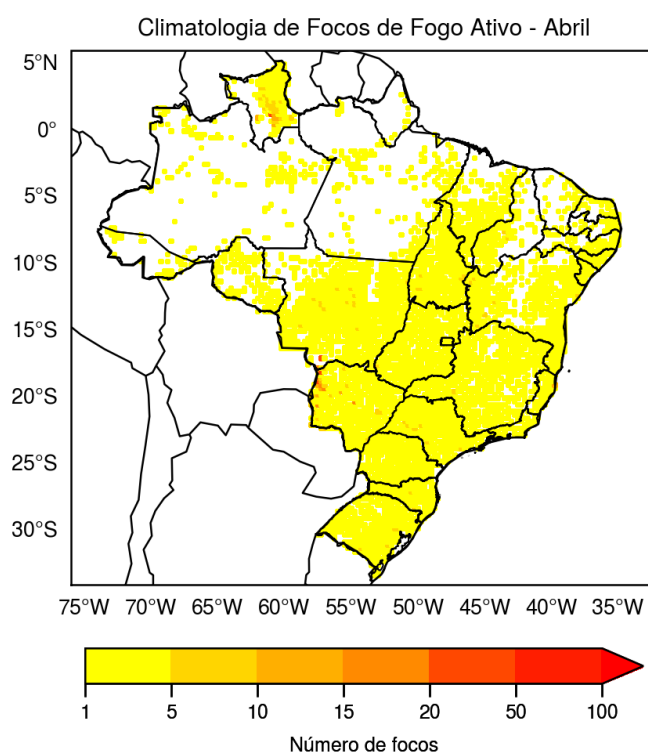 Climatologia de Focos de Fogo Ativo - Abril
5°N
0°
5°S
10°S
15°S
20°S
25°S
30°S
75°W 70°W 65°W 60°W 55°W 50°W 45°W 40°W 35°W
1 5 10 15 20 50 100
Número de focos